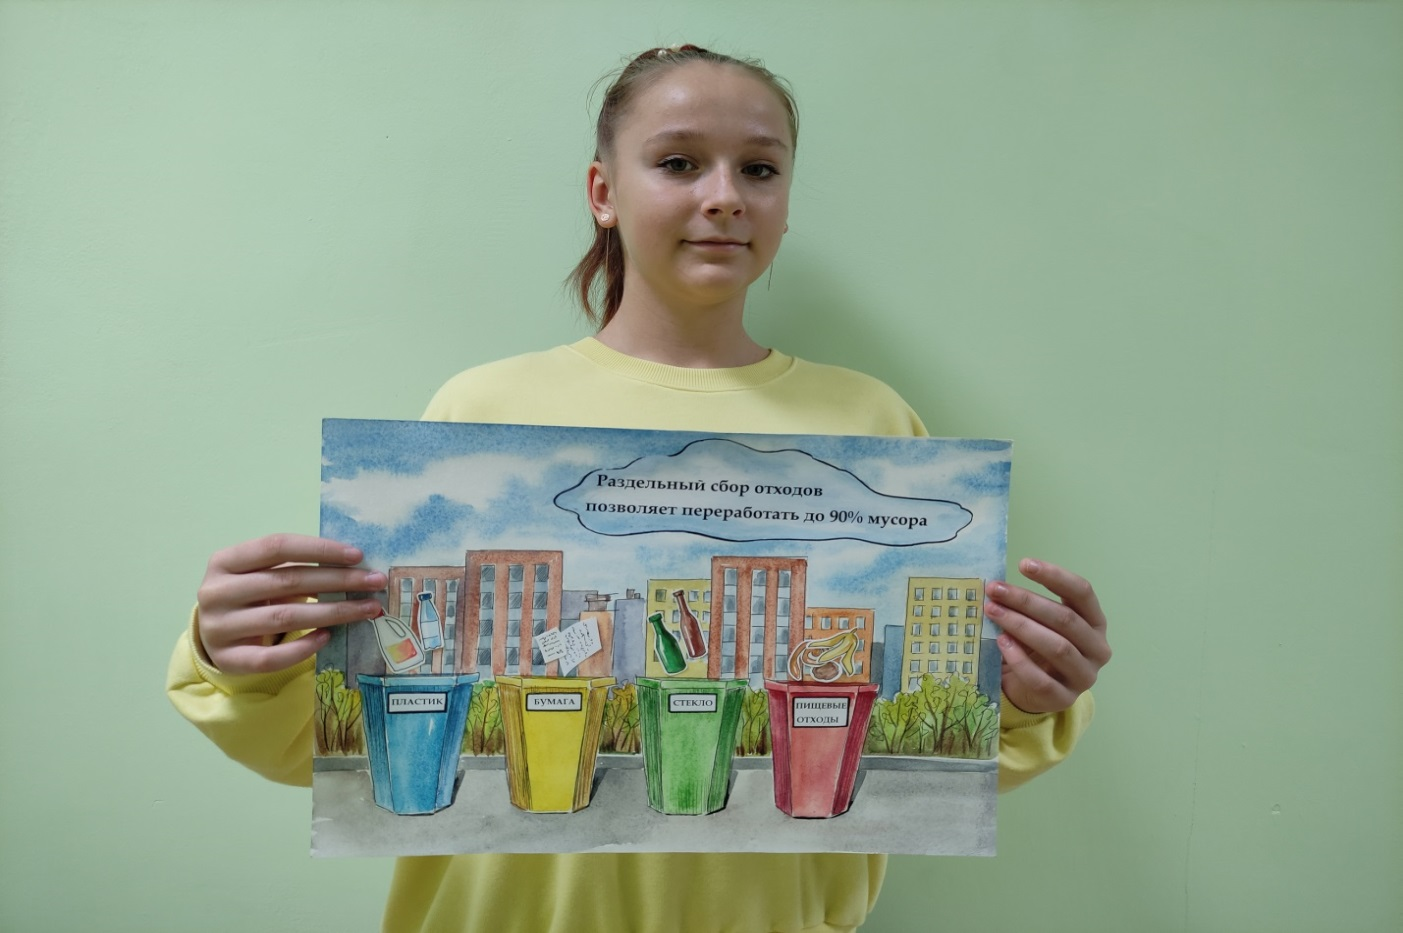 Раздельный сбор отходов
позволяет переработать до 90% мусора
ПЛАСТИК
БУМАГА
СТЕКЛО
ПИЩЕВЫЕ
ОТХОДЫ